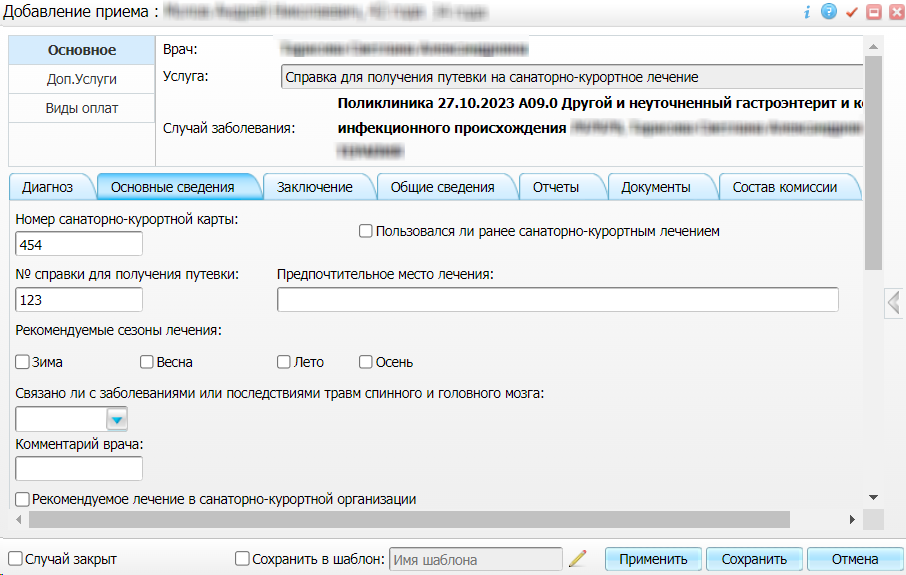 Добавление приема :
Основное
Доп.Услуги
Виды оплат
Врач:
Услуга: Справка для получения путевки на санаторно-курортное лечение
Случай заболевания:
Поликлиника 27.10.2023 A09.0 Другой и неуточненный гастроэнтерит и
инфекционного происхождения
Диагноз Основные сведения Заключение Общие сведения Отчеты Документы Состав комиссии
Номер санаторно-курортной карты:
454
Пользовался ли ранее санаторно-курортным лечением
№ справки для получения путевки: Предпочтительное место лечения:
123
Рекомендуемые сезоны лечения:
Зима Весна Лето Осень
Связано ли с заболеваниями или последствиями травм спинного и головного мозга:
Комментарий врача:
Рекомендуемое лечение в санаторно-курортной организации
Случай закрыт Сохранить в шаблон: Имя шаблона Применить Сохранить Отмена